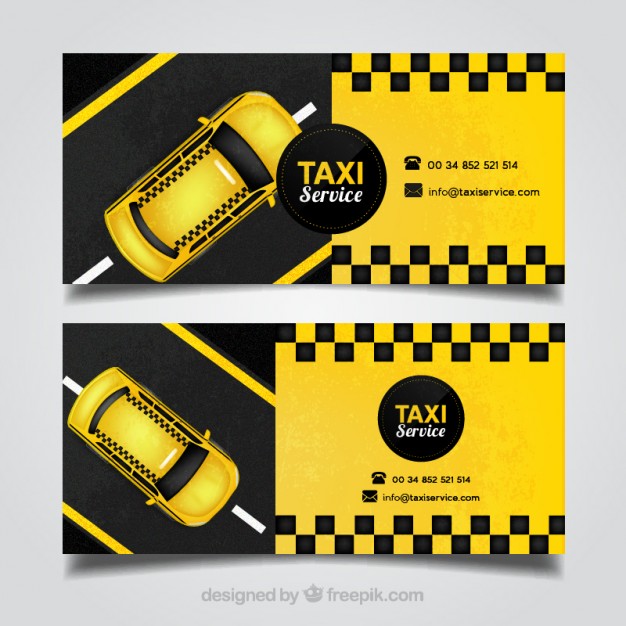 TAXI
Service
00 34 852 521 514
info@taxiservice.com
TAXI
Service
00 34 852 521 514
info@taxiservice.com
designed by freepik.com